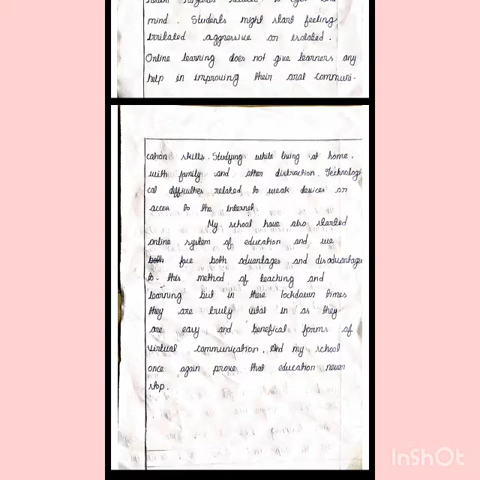 mind. Students might start feeling
irritated aggressive or isolated.
Online learning does not give learners any
help in improving their oral communi-
cation skills. Studying while living at home.
with family and other distraction. Technologi
cal difficulties related to weak devices or
access to the internet.
My school have also started
online system of education and we
face both advantages and disadvantages
to this method of teaching and
learning but in these lockdown times
they are truly vital in as they
are easy and beneficial forms of
virtual communication. And my school
once again prove that education never
stop.
InShOt